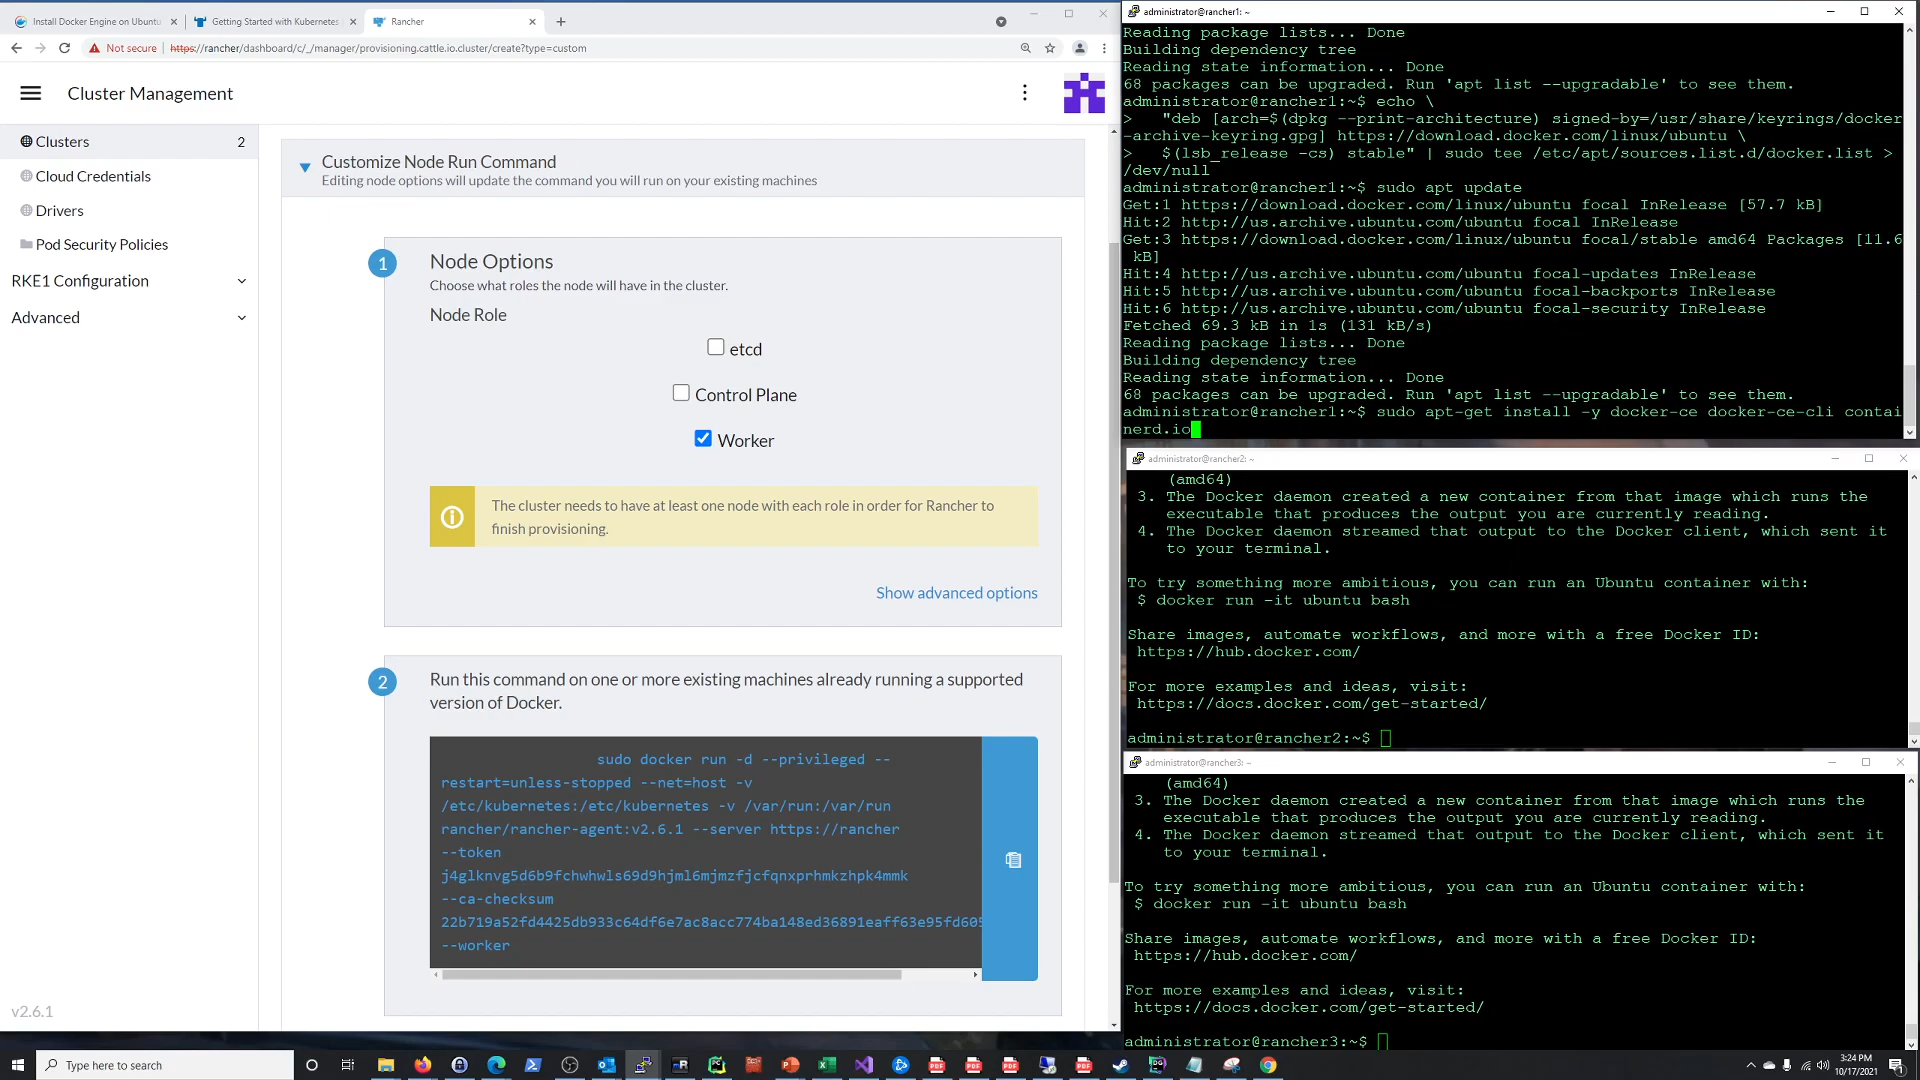 Install Docker Engine on Ubuntu
Getting Started with Kubernetes
Rancher
Not secure
https://rancher/dashboard/c/_/manager/provisioning.cattle.io.cluster/create?type=custom
Cluster Management
Clusters 2
Cloud Credentials
Drivers
Pod Security Policies
RKE1 Configuration
Advanced
v2.6.1
Customize Node Run Command
Editing node options will update the command you will run on your existing machines
1
Node Options
Choose what roles the node will have in the cluster.
Node Role
etcd
Control Plane
Worker
The cluster needs to have at least one node with each role in order for Rancher to
finish provisioning.
Show advanced options
2
Run this command on one or more existing machines already running a supported
version of Docker.
sudo docker run -d --privileged --
restart=unless-stopped --net=host -v
/etc/kubernetes:/etc/kubernetes -v /var/run:/var/run
rancher/rancher-agent:v2.6.1 --server https://rancher
--token
j4glknvg5d6b9fchwhwls69d9hjml6mjmzfjcfqnxprhmkzhpk4mmk
--ca-checksum
22b719a52fd4425db933c64df6e7ac8acc774ba148ed36891eaff63e95fd605
--worker
administrator@rancher1: ~
Reading package lists... Done
Building dependency tree
Reading state information... Done
68 packages can be upgraded. Run 'apt list --upgradable' to see them.
administrator@rancher1:~$ echo \
>   "deb [arch=$(dpkg --print-architecture) signed-by=/usr/share/keyrings/docker
-archive-keyring.gpg] https://download.docker.com/linux/ubuntu \
>   $(lsb_release -cs) stable" | sudo tee /etc/apt/sources.list.d/docker.list >
/dev/null
administrator@rancher1:~$ sudo apt update
Get:1 https://download.docker.com/linux/ubuntu focal InRelease [57.7 kB]
Hit:2 http://us.archive.ubuntu.com/ubuntu focal InRelease
Get:3 https://download.docker.com/linux/ubuntu focal/stable amd64 Packages [11.6
kB]
Hit:4 http://us.archive.ubuntu.com/ubuntu focal-updates InRelease
Hit:5 http://us.archive.ubuntu.com/ubuntu focal-backports InRelease
Hit:6 http://us.archive.ubuntu.com/ubuntu focal-security InRelease
Fetched 69.3 kB in 1s (131 kB/s)
Reading package lists... Done
Building dependency tree
Reading state information... Done
68 packages can be upgraded. Run 'apt list --upgradable' to see them.
administrator@rancher1:~$ sudo apt-get install -y docker-ce docker-ce-cli contai
nerd.io
administrator@rancher2: ~
(amd64)
3. The Docker daemon created a new container from that image which runs the
executable that produces the output you are currently reading.
4. The Docker daemon streamed that output to the Docker client, which sent it
to your terminal.
To try something more ambitious, you can run an Ubuntu container with:
$ docker run -it ubuntu bash
Share images, automate workflows, and more with a free Docker ID:
https://hub.docker.com/
For more examples and ideas, visit:
https://docs.docker.com/get-started/
administrator@rancher2:~$
administrator@rancher3: ~
(amd64)
3. The Docker daemon created a new container from that image which runs the
executable that produces the output you are currently reading.
4. The Docker daemon streamed that output to the Docker client, which sent it
to your terminal.
To try something more ambitious, you can run an Ubuntu container with:
$ docker run -it ubuntu bash
Share images, automate workflows, and more with a free Docker ID:
https://hub.docker.com/
For more examples and ideas, visit:
https://docs.docker.com/get-started/
administrator@rancher3:~$
Type here to search
3:24 PM
10/17/2021